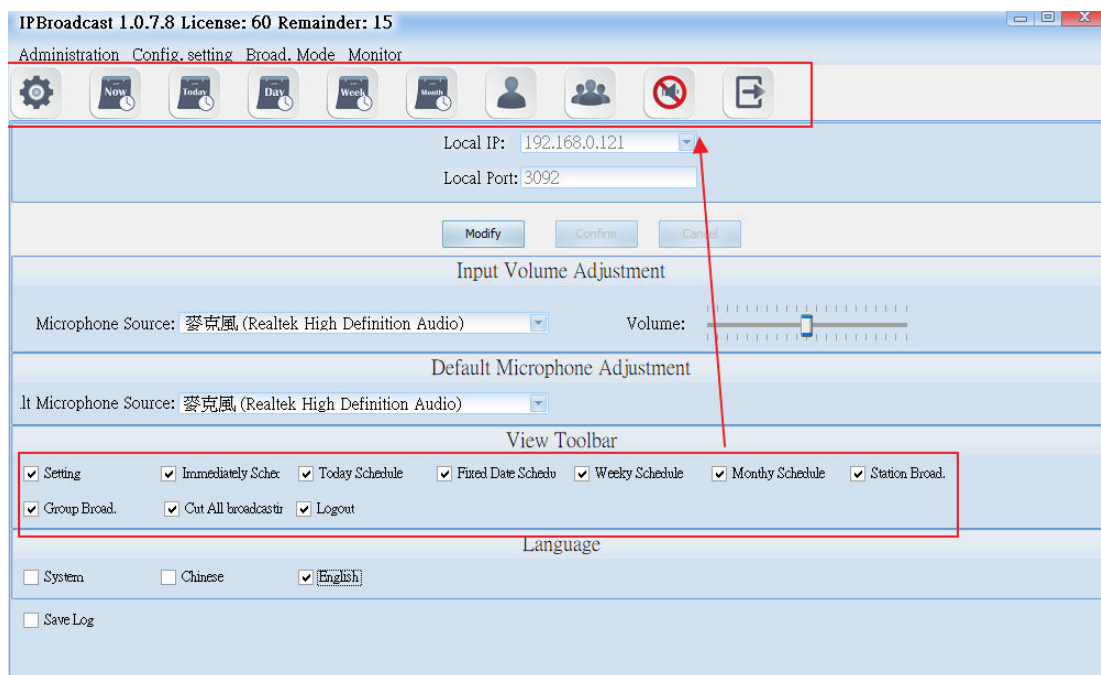 IPBroadcast 1.0.7.8 License: 60 Remainder: 15
Administration Config. setting Broad. Mode Monitor
Now Today Day Week Month
Local IP: 192.168.0.121
Local Port: 3092
Modify Confirm Cancel
Input Volume Adjustment
Microphone Source: 麥克風 (Realtek High Definition Audio) Volume:
Default Microphone Adjustment
lt Microphone Source: 麥克風 (Realtek High Definition Audio)
View Toolbar
Setting Immediately Schec Today Schedule Fixed Date Schedu Weeky Schedule Monthy Schedule Station Broad.
Group Broad. Cut All broadcastir Logout
Language
System Chinese English
Save Log